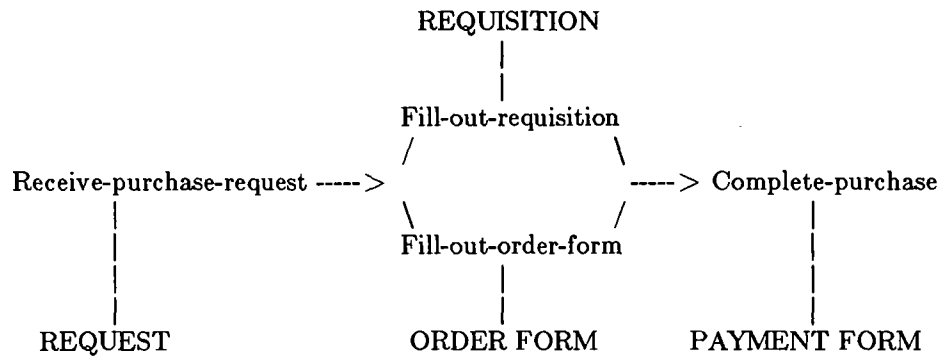 REQUISITION
Fill-out-requisition
Receive-purchase-request -----> -----> Complete-purchase
Fill-out-order-form
REQUEST ORDER FORM PAYMENT FORM